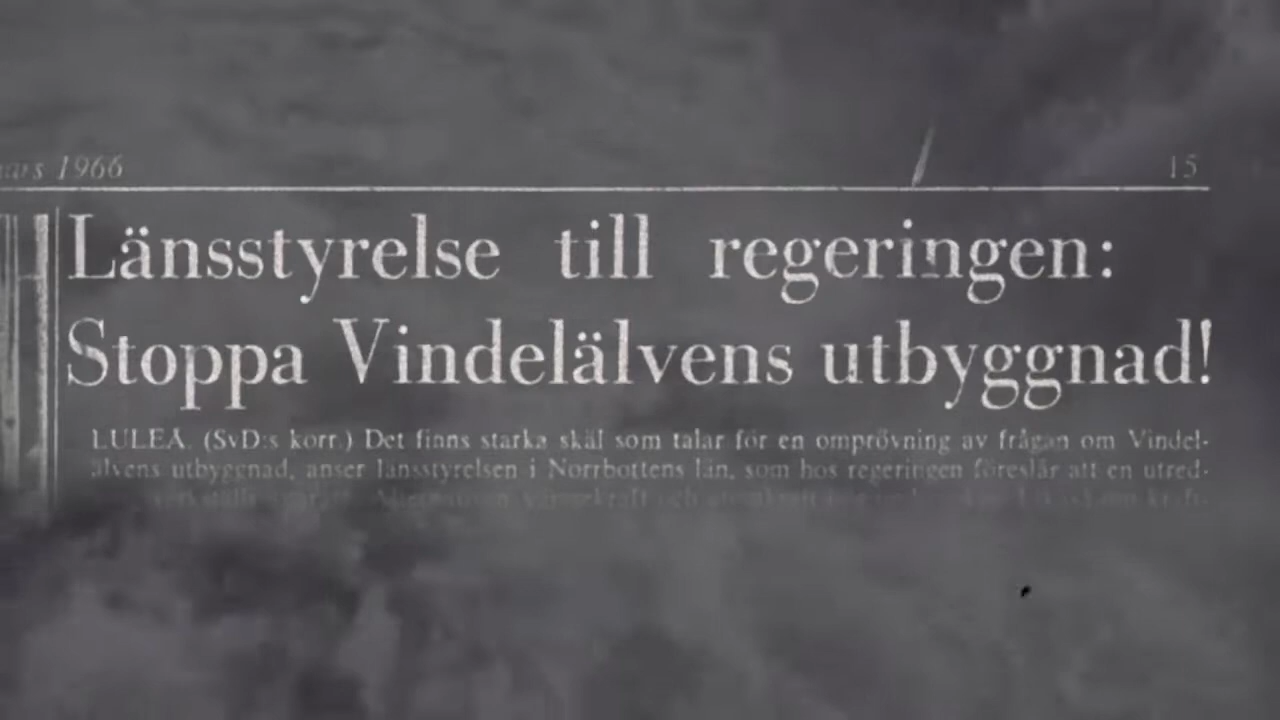 mars 1966
15
Länsstyrelse till regeringen:
Stoppa Vindelälvens utbyggnad!
LULEÅ. (SvD:s korr.) Det finns starka skäl som talar för en omprövning av frågan om Vindel-
älvens utbyggnad, anser länsstyrelsen i Norrbottens län, som hos regeringen föreslår att en utred-
värmekraft och